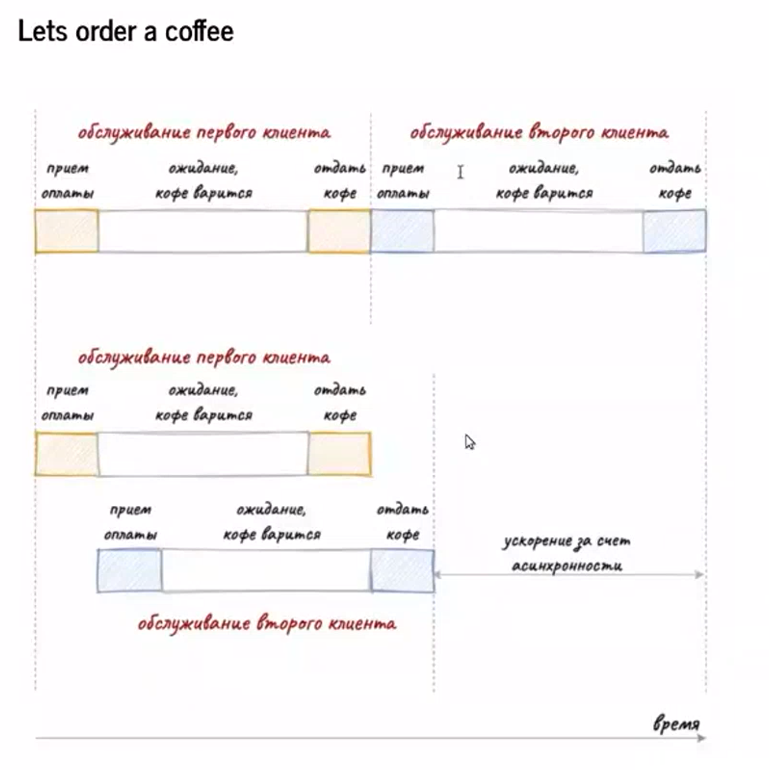 Lets order a coffee
обслуживание первого клиента
обслуживание второго клиента
прием
оплаты
ожидание,
кофе варится
отдать
кофе
прием
оплаты
ожидание,
кофе варится
отдать
кофе
обслуживание первого клиента
прием
оплаты
ожидание,
кофе варится
отдать
кофе
прием
оплаты
ожидание,
кофе варится
отдать
кофе
ускорение за счет
асинхронности
обслуживание второго клиента
время